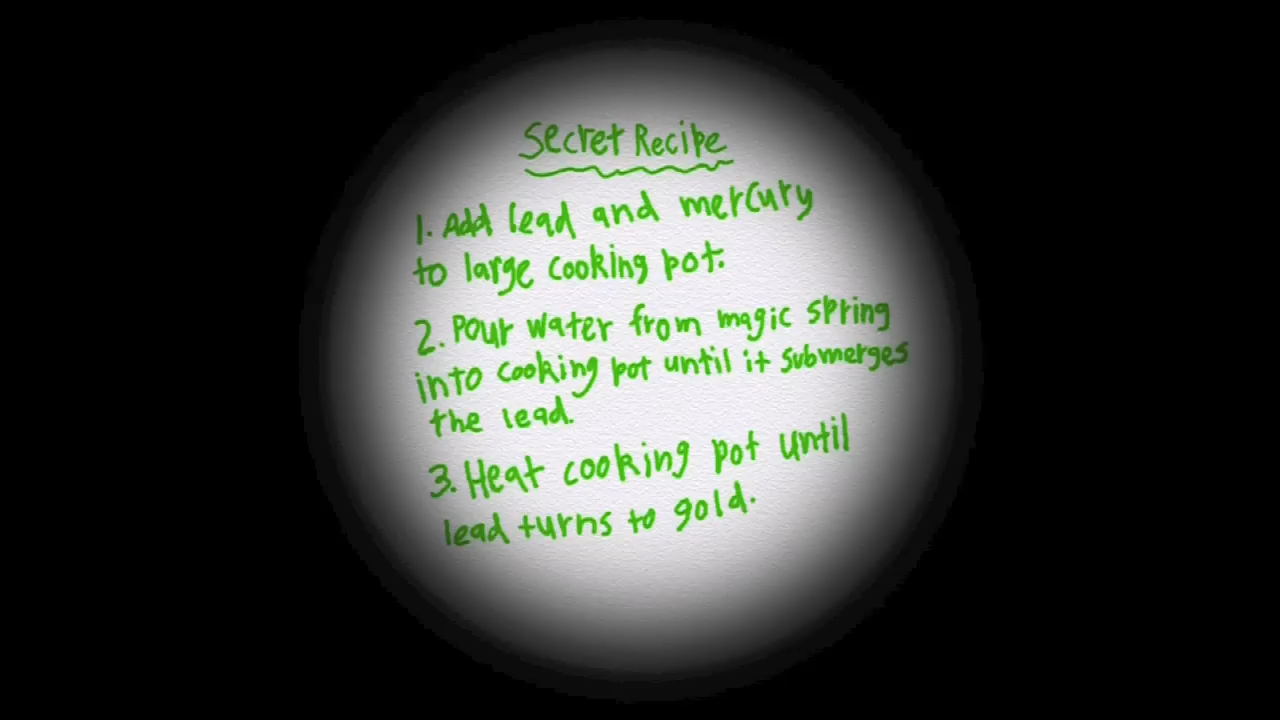 Secret Recipe
1. Add lead and mercury
to large cooking pot.
2. Pour water from magic spring
into cooking pot until it submerges
the lead.
3. Heat cooking pot until
lead turns to gold.